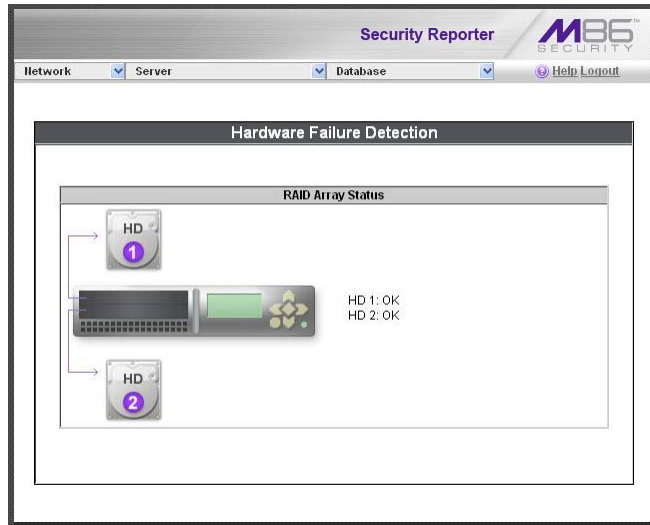 Security Reporter
M86™
SECURITY
Network Server Database Help Logout
Hardware Failure Detection
RAID Array Status
HD
1
HD 1: OK
HD 2: OK
HD
2